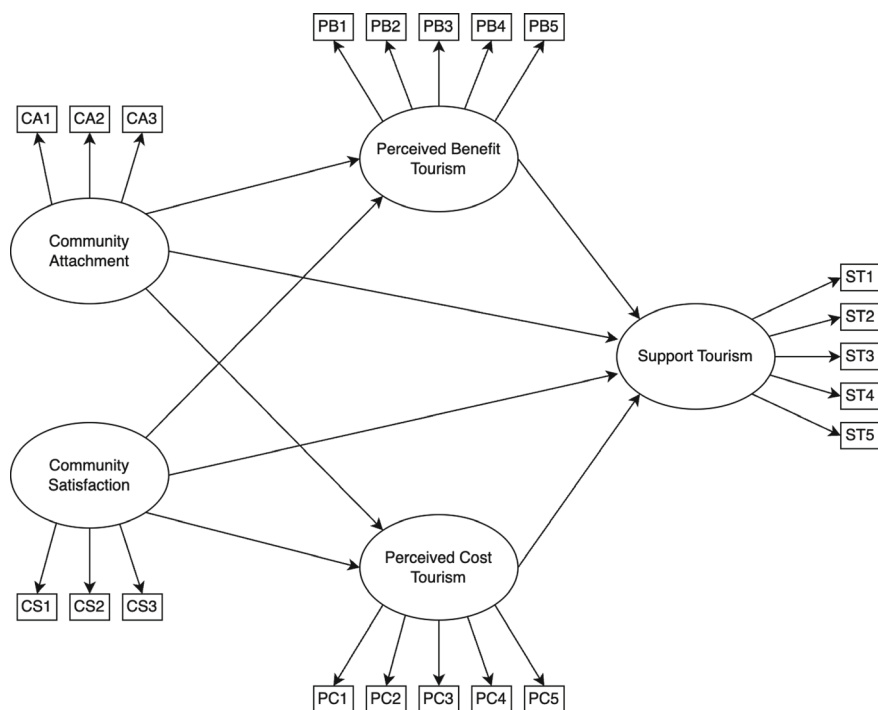 PB1
PB2
PB3
PB4
PB5
CA1
CA2
CA3
Perceived Benefit
Tourism
Community
Attachment
ST1
ST2
ST3
ST4
ST5
Support Tourism
Community
Satisfaction
Perceived Cost
Tourism
CS1
CS2
CS3
PC1
PC2
PC3
PC4
PC5